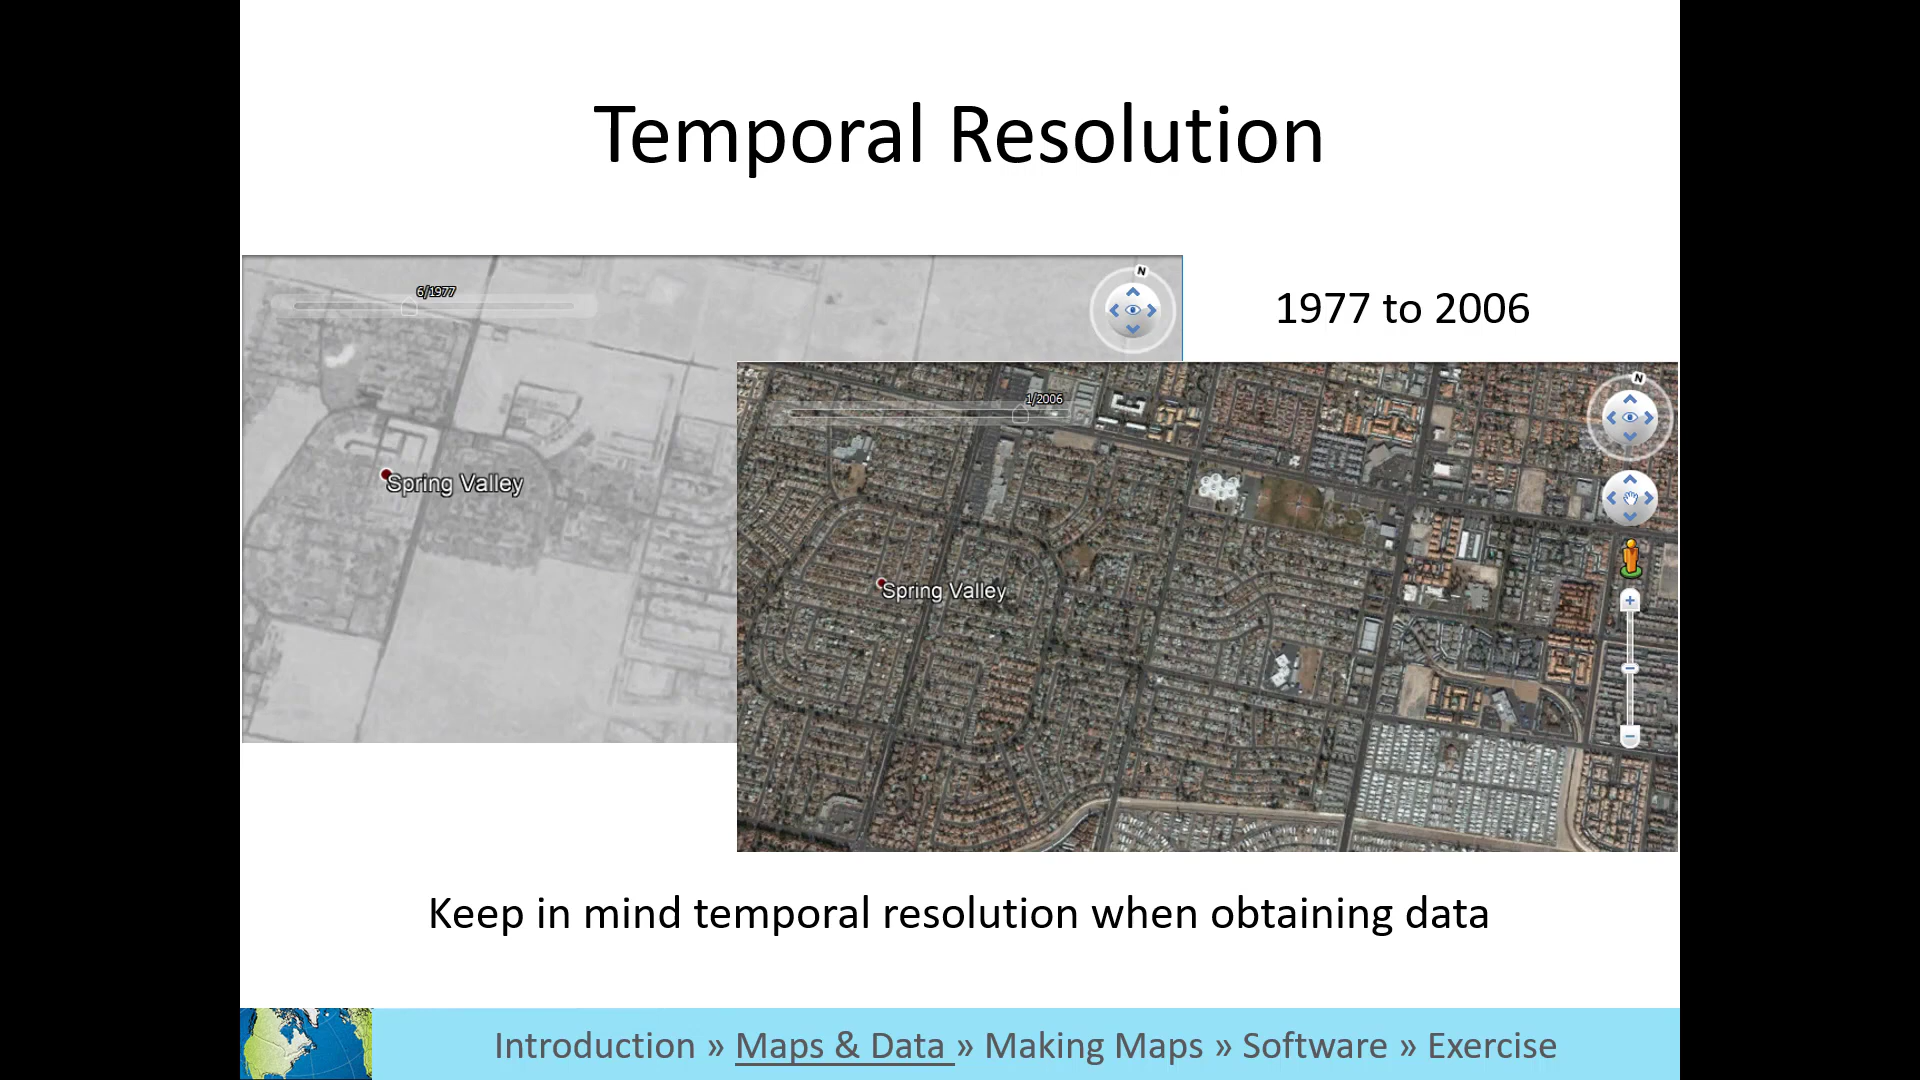 Temporal Resolution
6/1977
N
1977 to 2006
N
1/2006
Spring Valley
Spring Valley
Keep in mind temporal resolution when obtaining data
Introduction » Maps & Data » Making Maps » Software » Exercise